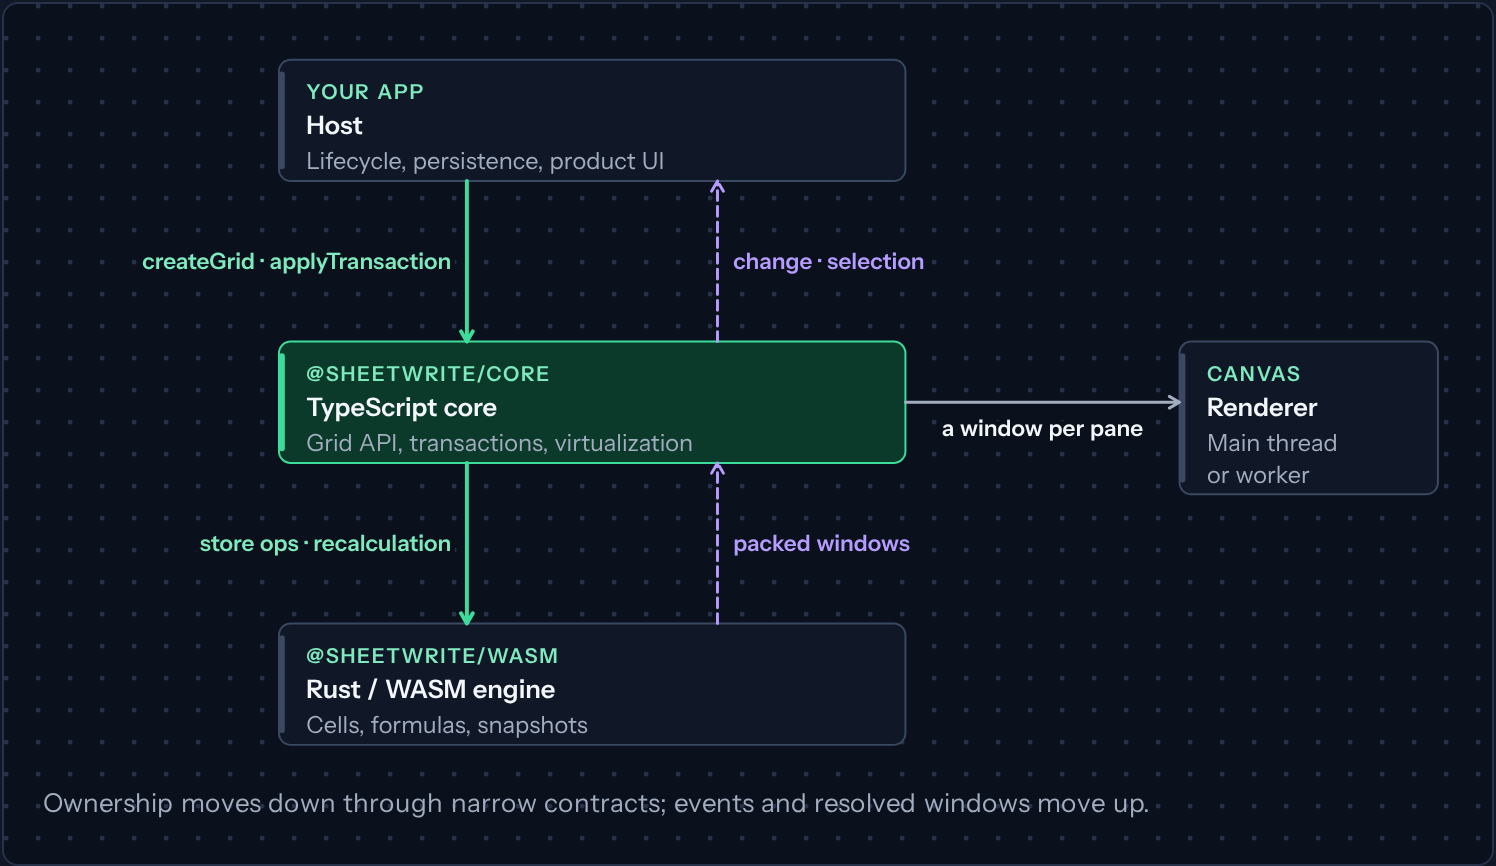 YOUR APP
Host
Lifecycle, persistence, product UI
createGrid · applyTransaction
change · selection
@SHEETWRITE/CORE
TypeScript core
Grid API, transactions, virtualization
a window per pane
CANVAS
Renderer
Main thread
or worker
store ops · recalculation
packed windows
@SHEETWRITE/WASM
Rust / WASM engine
Cells, formulas, snapshots
Ownership moves down through narrow contracts; events and resolved windows move up.